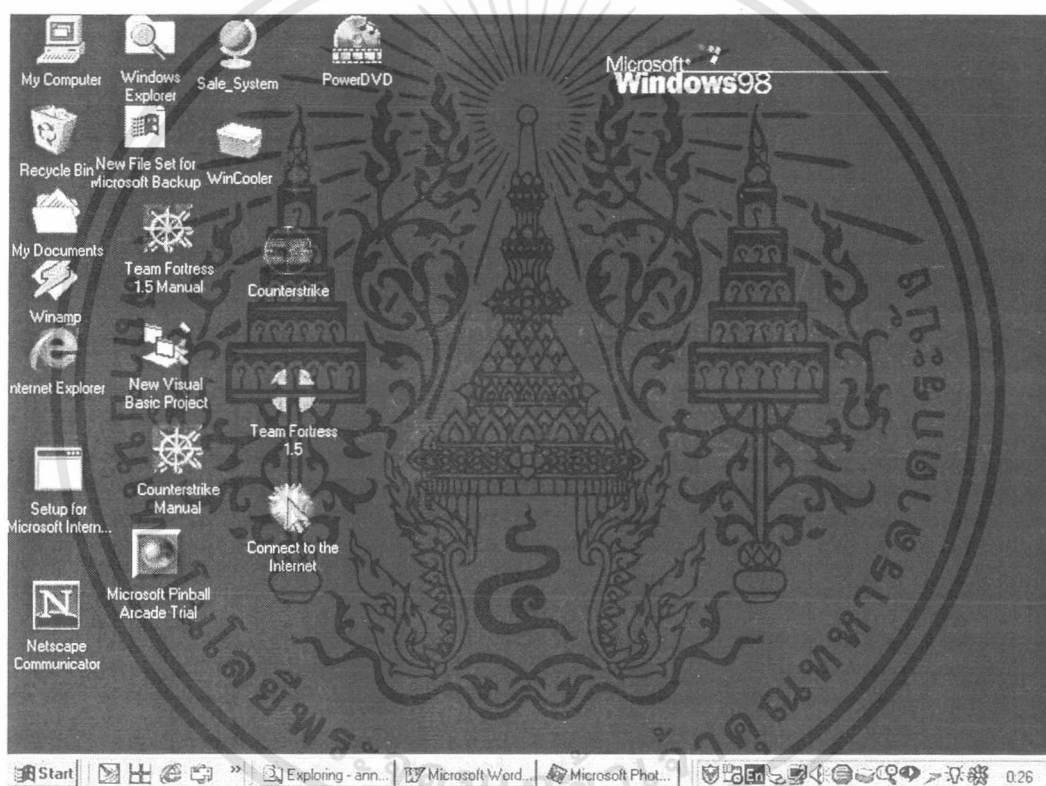 My Computer
Windows
Explorer
Sale_System
PowerDVD
Microsoft
Windows98
Recycle Bin
New File Set for
Microsoft Backup
WinCooler
My Documents
Team Fortress
1.5 Manual
Counterstrike
Winamp
nternet Explorer
New Visual
Basic Project
Team Fortress
1.5
Setup for
Microsoft Intern...
Counterstrike
Manual
Connect to the
Internet
Microsoft Pinball
Arcade Trial
N
Netscape
Communicator
Start
»
Exploring - ann...
Microsoft Word...
Microsoft Phot...
En
0:26